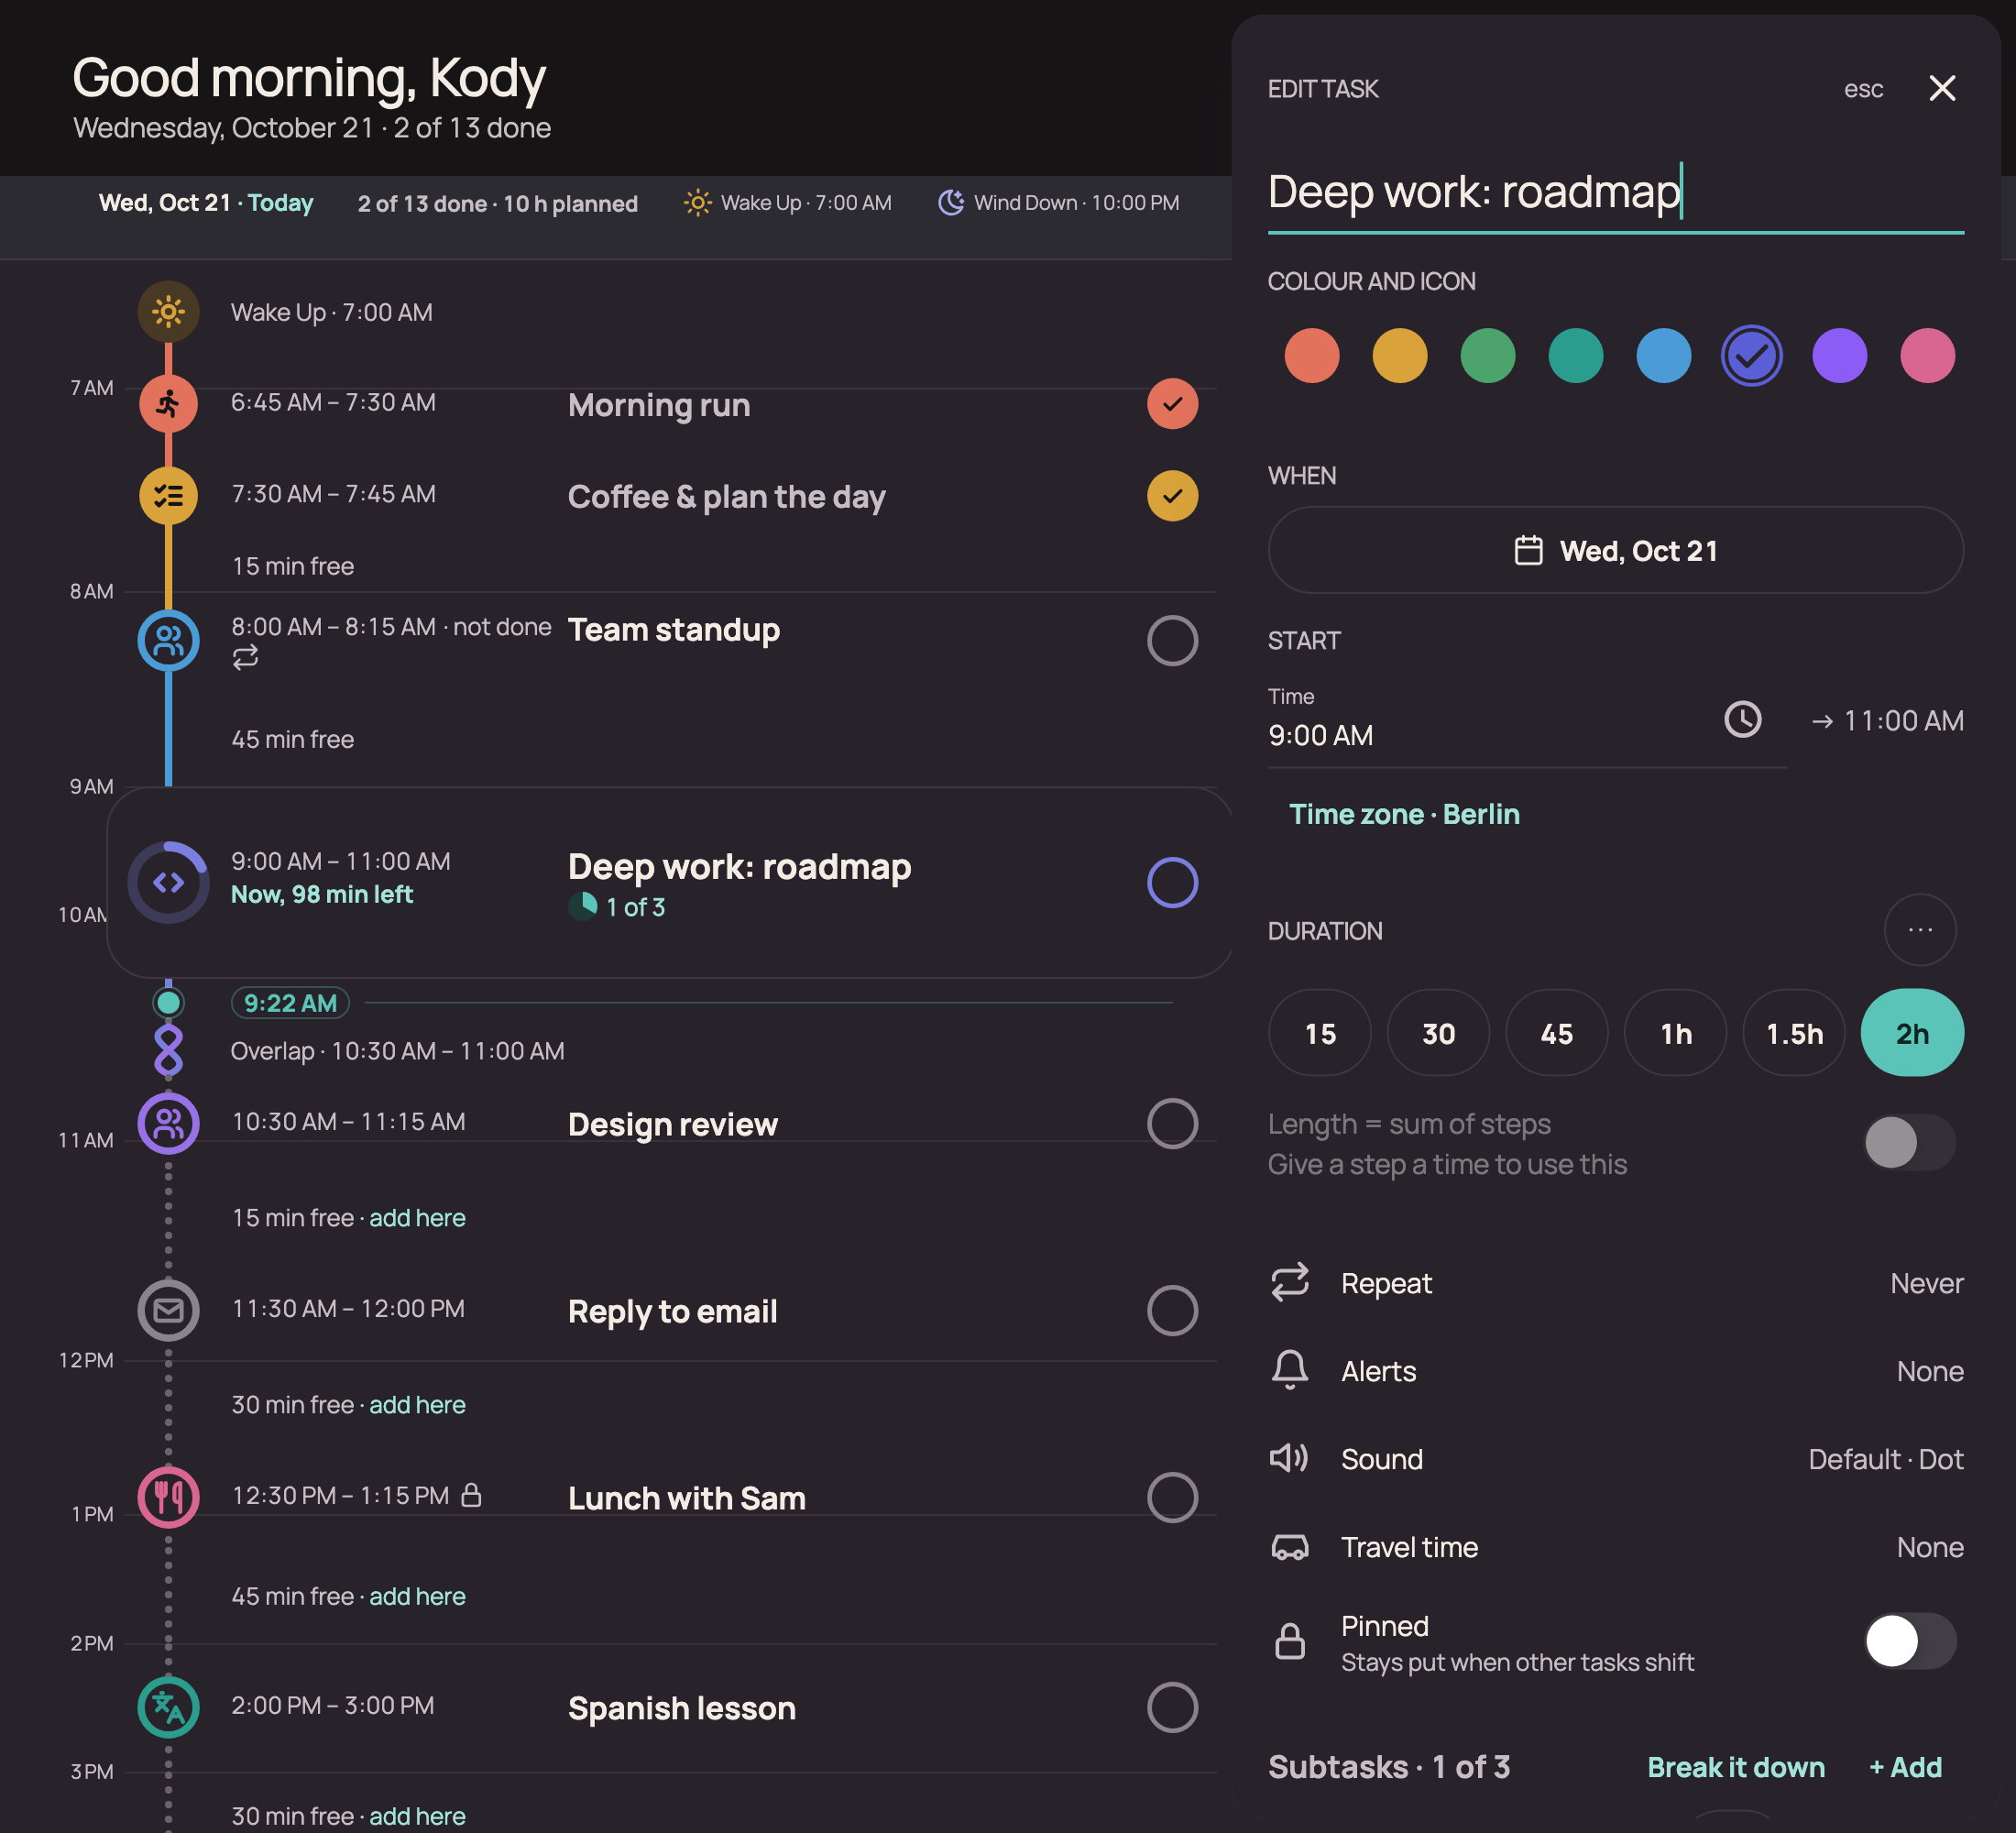 Good morning, Kody
Wednesday, October 21 · 2 of 13 done
Wed, Oct 21 · Today
2 of 13 done · 10 h planned
Wake Up · 7:00 AM
Wind Down · 10:00 PM
Wake Up · 7:00 AM
7 AM
6:45 AM – 7:30 AM
Morning run
7:30 AM – 7:45 AM
Coffee & plan the day
15 min free
8 AM
8:00 AM – 8:15 AM · not done
Team standup
45 min free
9 AM
9:00 AM – 11:00 AM
Deep work: roadmap
Now, 98 min left
1 of 3
10 AM
9:22 AM
Overlap · 10:30 AM – 11:00 AM
10:30 AM – 11:15 AM
Design review
11 AM
15 min free · add here
11:30 AM – 12:00 PM
Reply to email
12 PM
30 min free · add here
12:30 PM – 1:15 PM
Lunch with Sam
1 PM
45 min free · add here
2 PM
2:00 PM – 3:00 PM
Spanish lesson
3 PM
30 min free · add here
EDIT TASK
esc
Deep work: roadmap
COLOUR AND ICON
WHEN
Wed, Oct 21
START
Time
9:00 AM
→ 11:00 AM
Time zone · Berlin
DURATION
...
15
30
45
1h
1.5h
2h
Length = sum of steps
Give a step a time to use this
Repeat
Never
Alerts
None
Sound
Default · Dot
Travel time
None
Pinned
Stays put when other tasks shift
Subtasks · 1 of 3
Break it down
+ Add